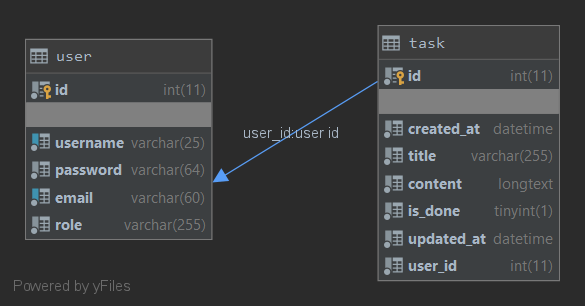 user
id int(11)
username varchar(25)
password varchar(64)
email varchar(60)
role varchar(255)
user_id:user id
task
id int(11)
created_at datetime
title varchar(255)
content longtext
is_done tinyint(1)
updated_at datetime
user_id int(11)
Powered by yFiles